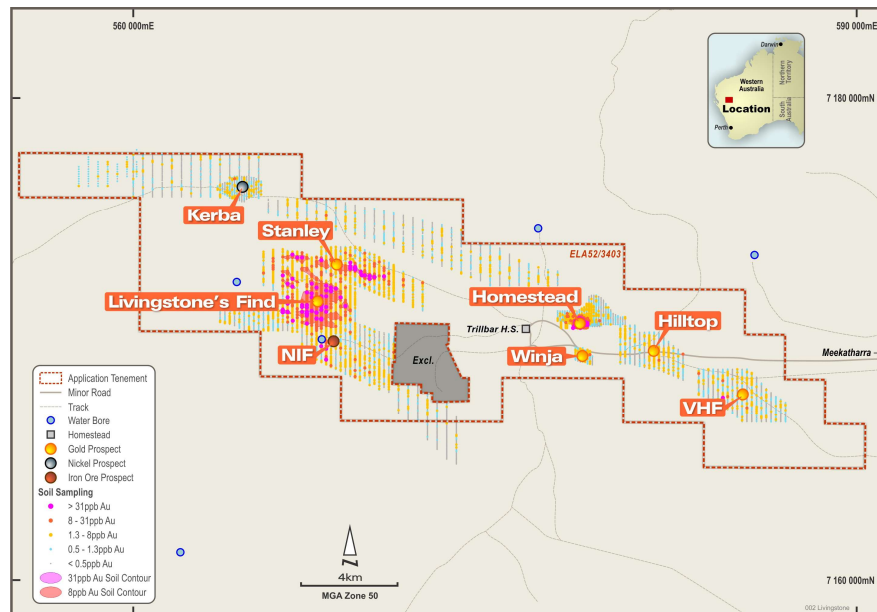 560 000mE
590 000mE
7 180 000mN
Darwin
Western
Australia
Northern
Territory
South
Australia
Location
Perth
Kerba
Stanley
ELA52/3403
Livingstone's Find
Homestead
Trillbar H.S.
Hilltop
NIF
Excl.
Winja
Meekatharra
VHF
Application Tenement
Minor Road
Track
Water Bore
Homestead
Gold Prospect
Nickel Prospect
Iron Ore Prospect
Soil Sampling
> 31ppb Au
8 - 31ppb Au
1.3 - 8ppb Au
0.5 - 1.3ppb Au
< 0.5ppb Au
31ppb Au Soil Contour
8ppb Au Soil Contour
N
4km
MGA Zone 50
7 160 000mN
002 Livingstone